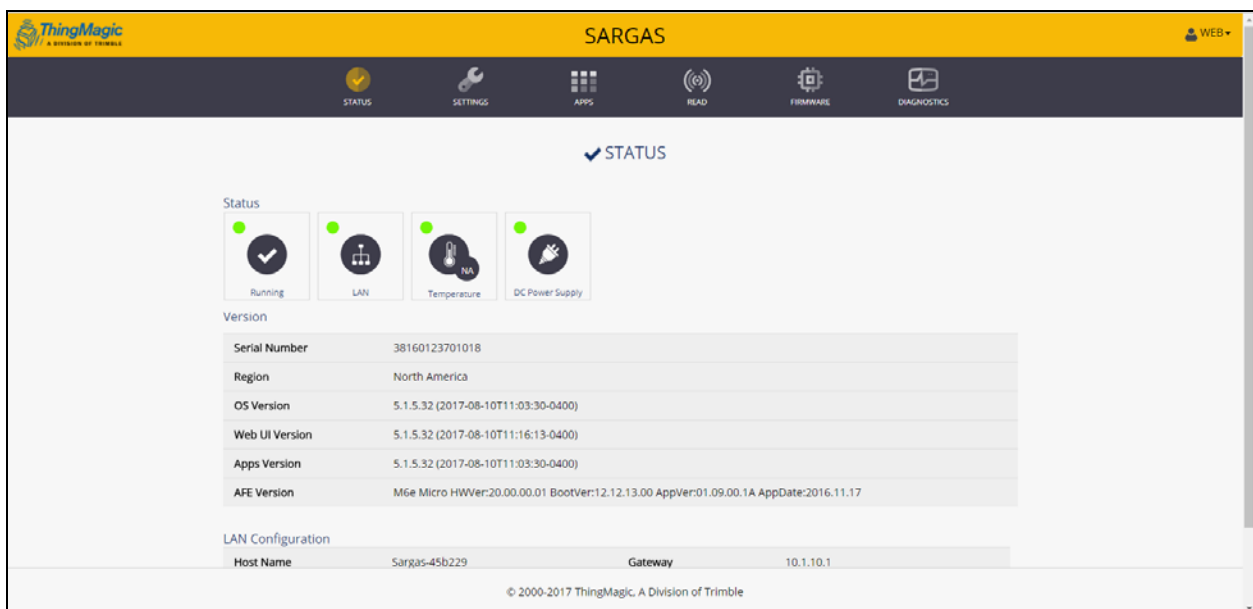 ThingMagic
A DIVISION OF TRIMBLE
SARGAS
WEB
STATUS
SETTINGS
APPS
READ
FIRMWARE
DIAGNOSTICS
STATUS
Status
NA
Running
LAN
Temperature
DC Power Supply
Version
Serial Number 38160123701018
Region North America
OS Version 5.1.5.32 (2017-08-10T11:03:30-0400)
Web UI Version 5.1.5.32 (2017-08-10T11:16:13-0400)
Apps Version 5.1.5.32 (2017-08-10T11:03:30-0400)
AFE Version M6e Micro HWVer:20.00.00.01 BootVer:12.12.13.00 AppVer:01.09.00.1A AppDate:2016.11.17
LAN Configuration
Host Name Sargas-45b229 Gateway 10.1.10.1
© 2000-2017 ThingMagic, A Division of Trimble